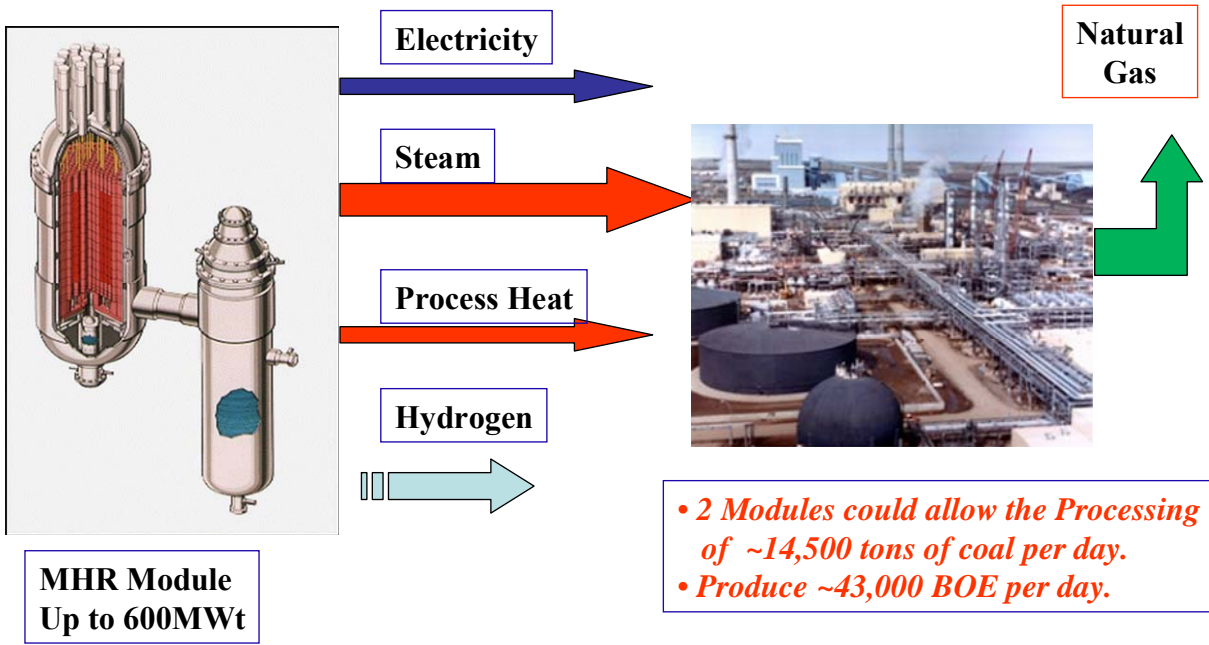 Electricity
Natural
Gas
Steam
Process Heat
Hydrogen
• 2 Modules could allow the Processing
of ~14,500 tons of coal per day.
• Produce ~43,000 BOE per day.
MHR Module
Up to 600MWt